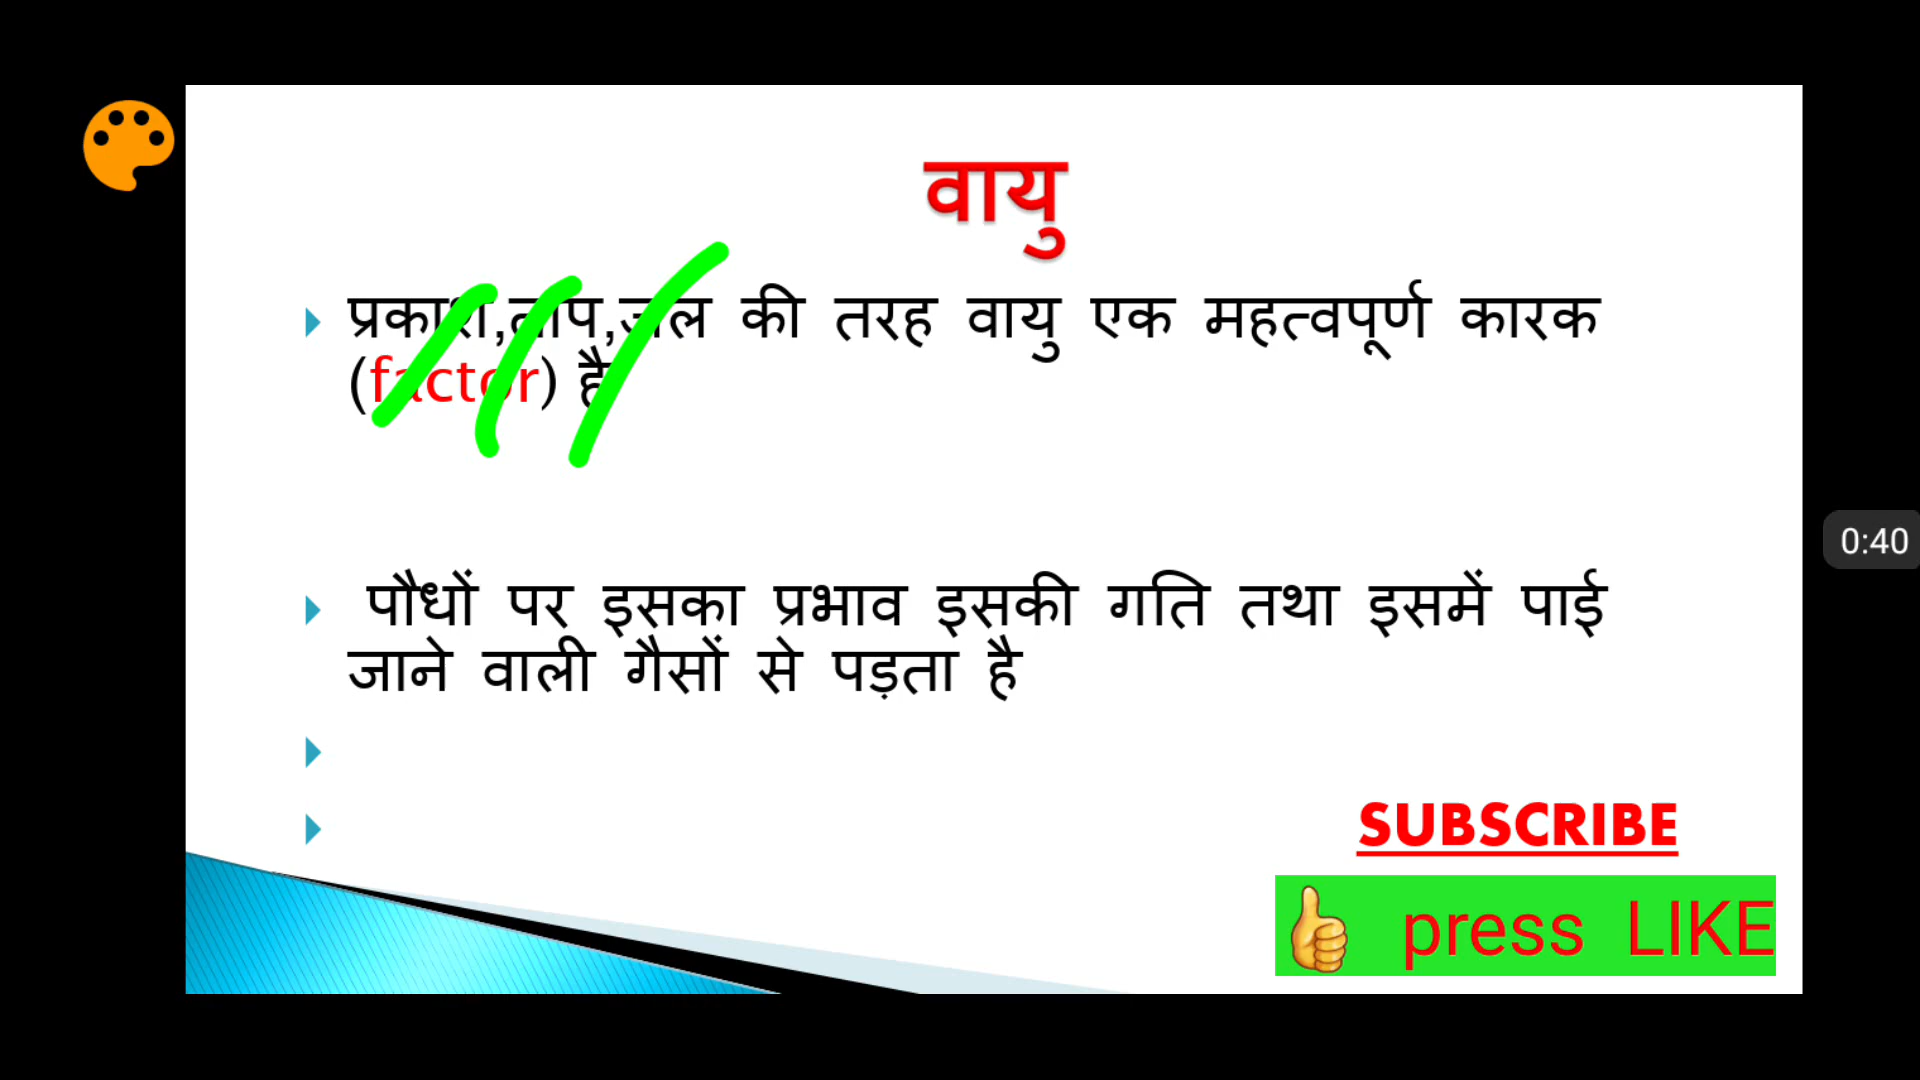 वायु
प्रकाश,ताप,जल की तरह वायु एक महत्वपूर्ण कारक
(factor) है
पौधों पर इसका प्रभाव इसकी गति तथा इसमें पाई
जाने वाली गैसों से पड़ता है
0:40
SUBSCRIBE
press LIKE